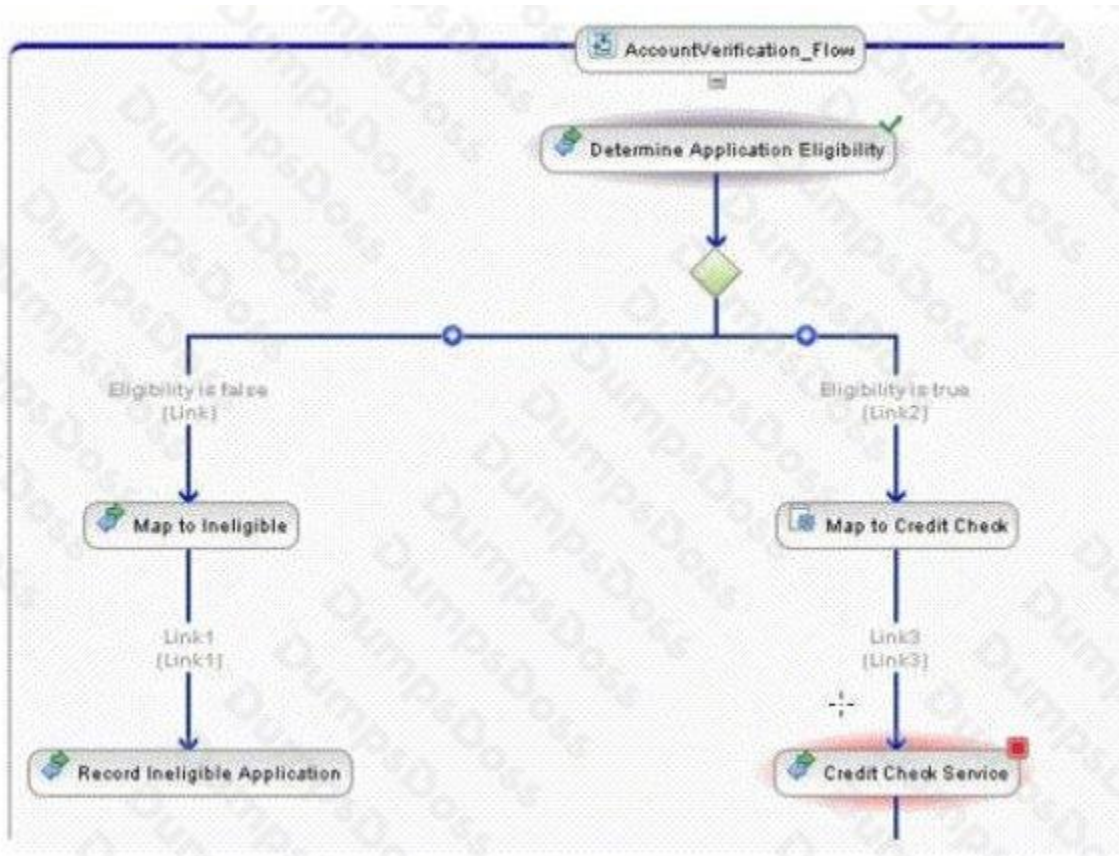 AccountVerification_Flow
Determine Application Eligibility
Eligibility is false
(Link)
Eligibility is true
(Link2)
Map to Ineligible
Map to Credit Check
Link1
(Link1)
Link3
(Link3)
Record Ineligible Application
Credit Check Service
DumpsDoss